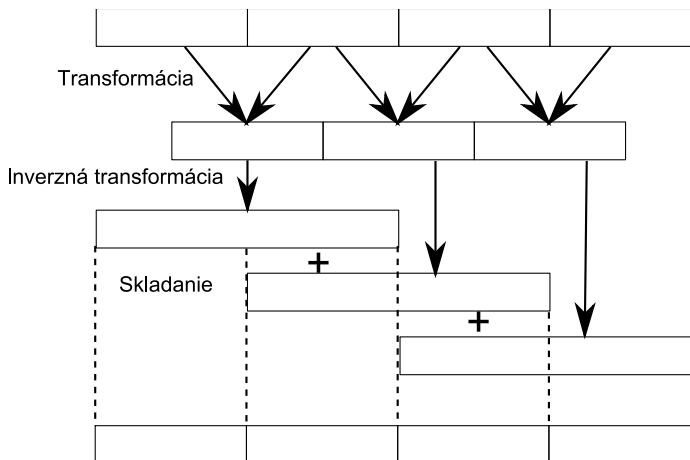 Transformácia
Inverzná transformácia
+
Skladanie
+